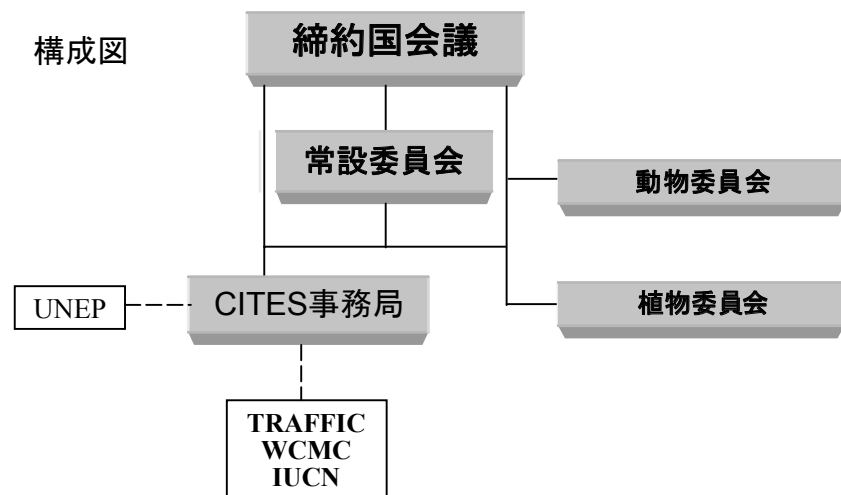 構成図
締約国会議
常設委員会
動物委員会
UNEP
CITES事務局
植物委員会
TRAFFIC
WCMC
IUCN